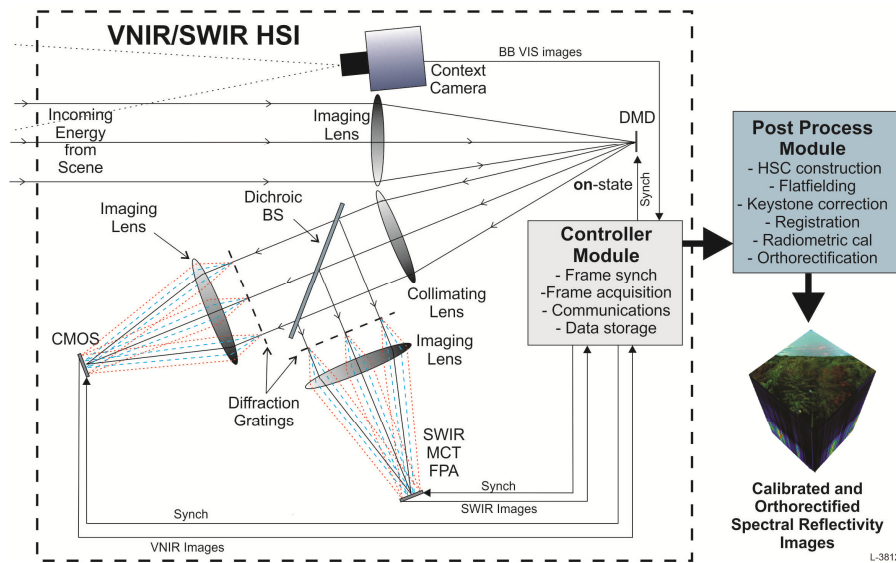 VNIR/SWIR HSI
BB VIS images
Context
Camera
Incoming
Energy
from
Scene
Imaging
Lens
DMD
on-state
Synch
Dichroic
BS
Imaging
Lens
Collimating
Lens
Controller
Module
- Frame synch
-Frame acquisition
- Communications
- Data storage
Post Process
Module
- HSC construction
- Flatfielding
- Keystone correction
- Registration
- Radiometric cal
- Orthorectification
CMOS
Imaging
Lens
Diffraction
Gratings
SWIR
MCT
FPA
Synch
SWIR Images
Synch
VNIR Images
Calibrated and
Orthorectified
Spectral Reflectivity
Images
L-3812